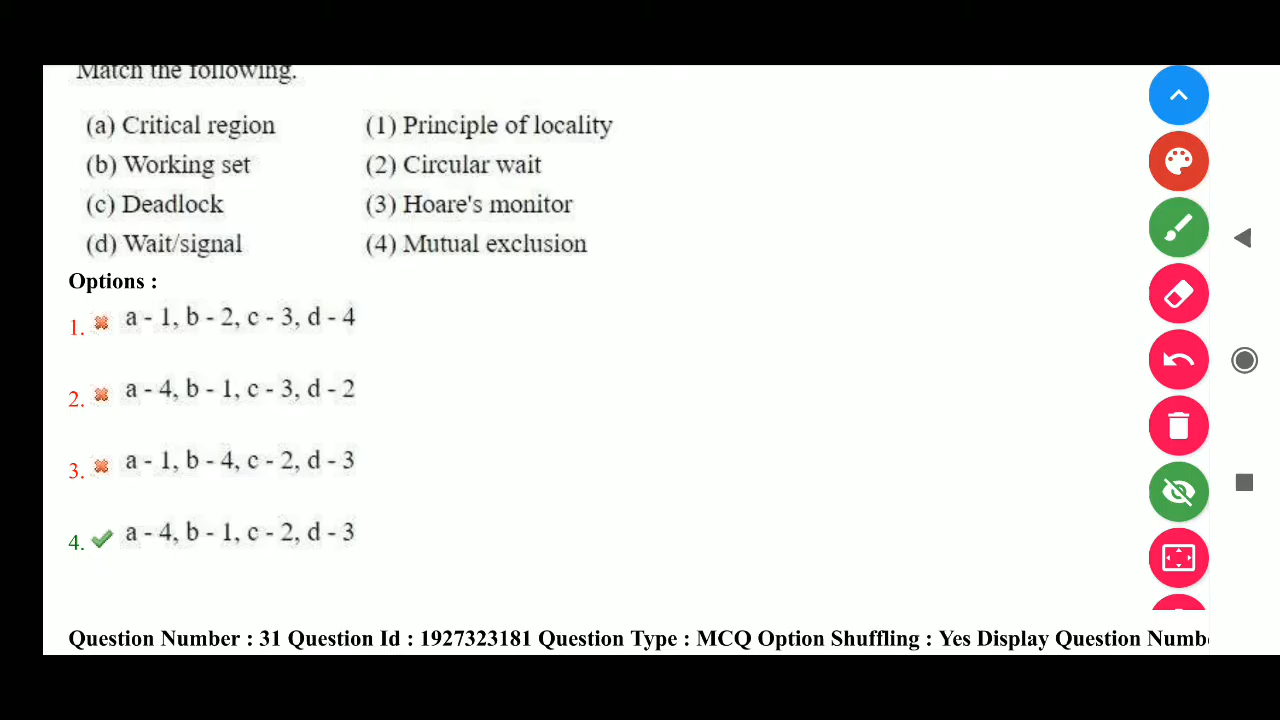 Match the following.
(a) Critical region (1) Principle of locality
(b) Working set (2) Circular wait
(c) Deadlock (3) Hoare's monitor
(d) Wait/signal (4) Mutual exclusion
Options :
1. a - 1, b - 2, c - 3, d - 4
2. a - 4, b - 1, c - 3, d - 2
3. a - 1, b - 4, c - 2, d - 3
4. a - 4, b - 1, c - 2, d - 3
Question Number : 31 Question Id : 1927323181 Question Type : MCQ Option Shuffling : Yes Display Question